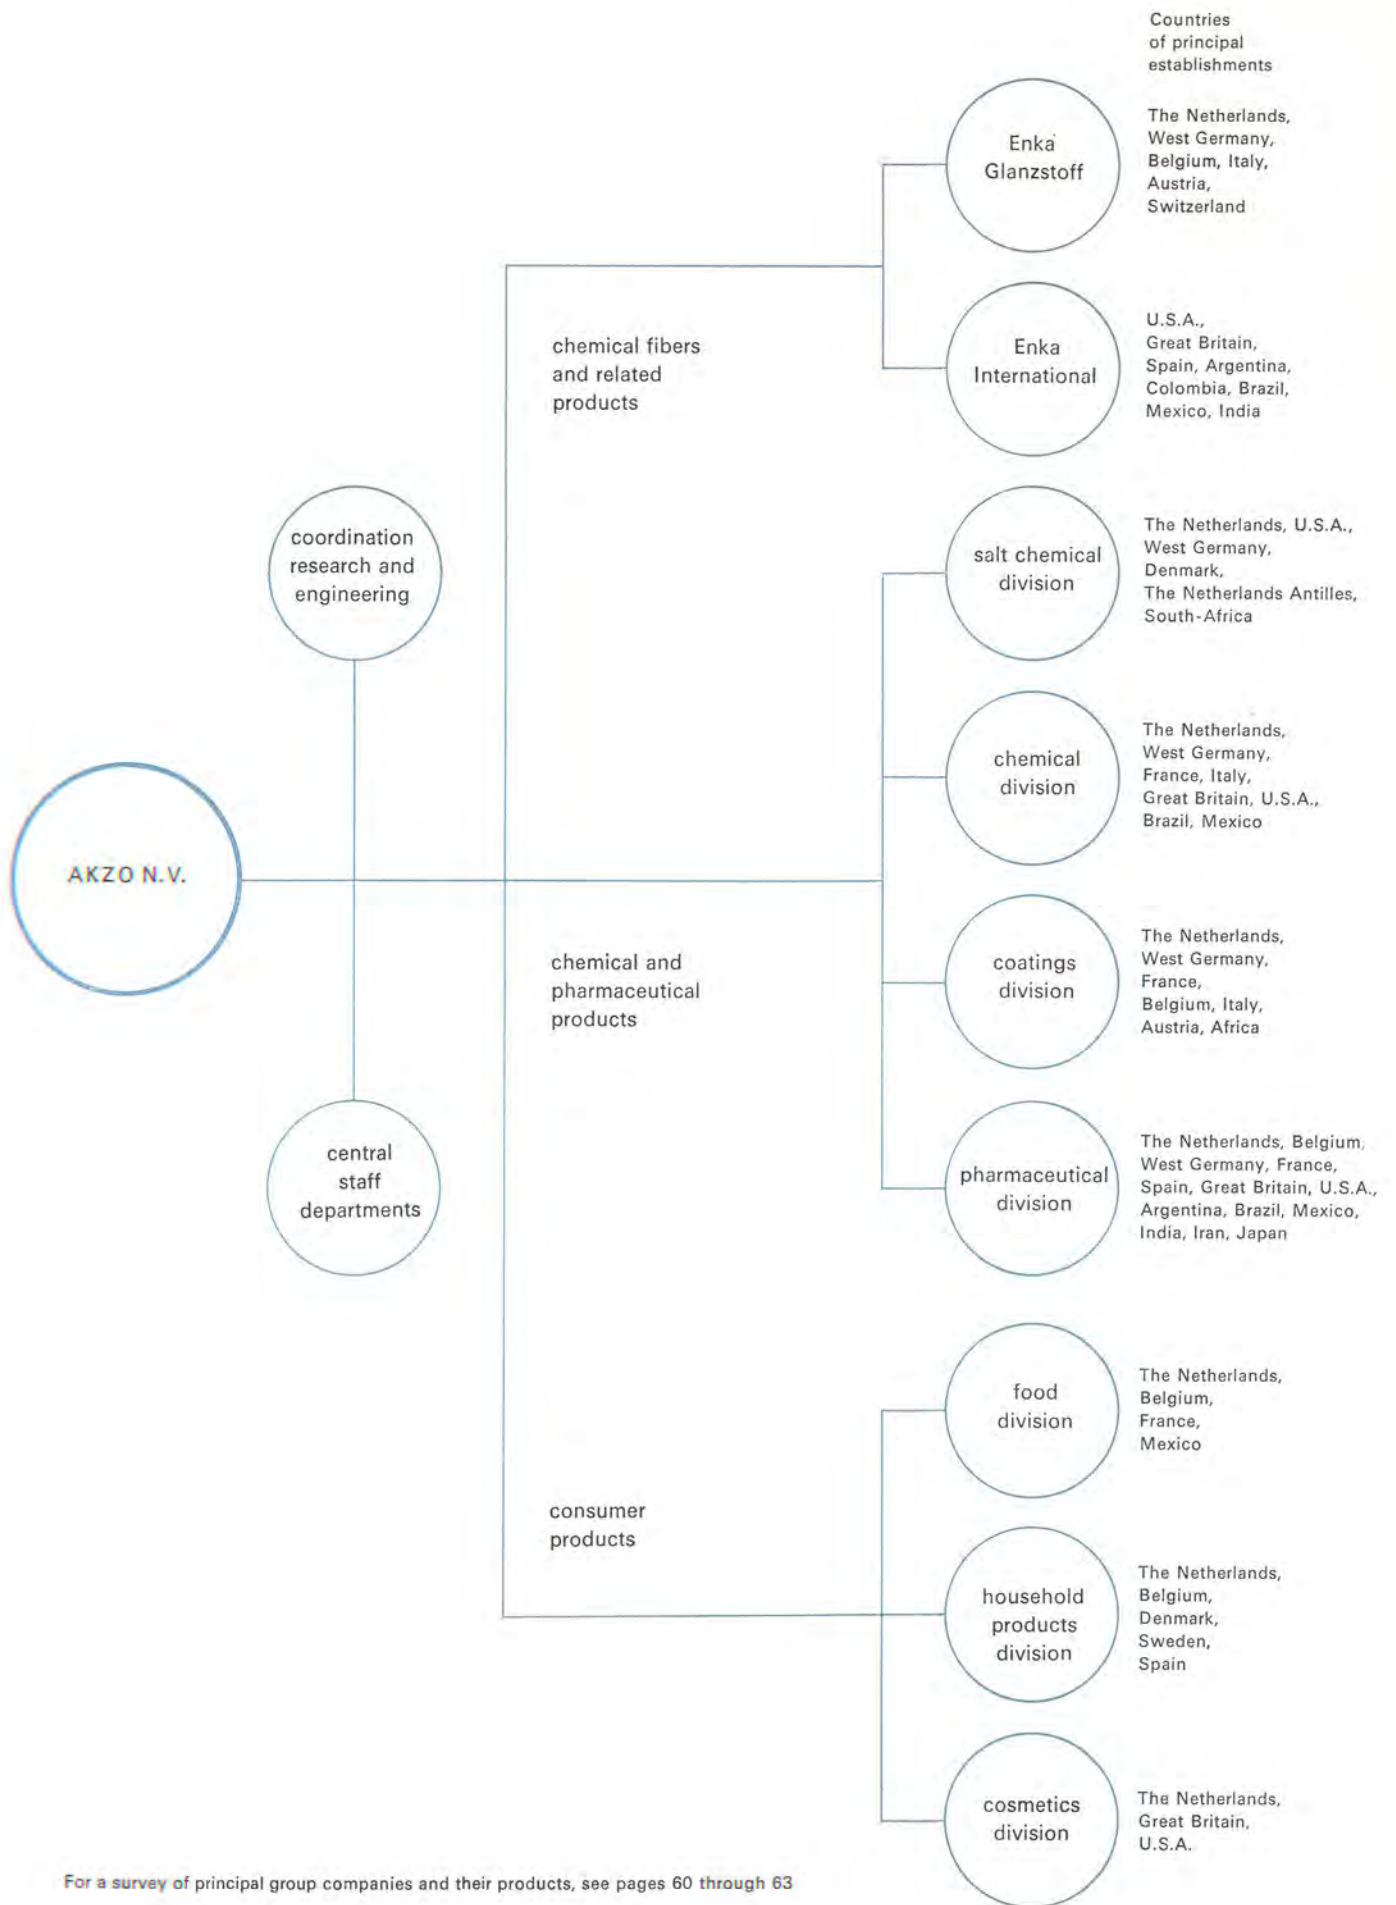 Countries
of principal
establishments
Enka
Glanzstoff
The Netherlands,
West Germany,
Belgium, Italy,
Austria,
Switzerland
chemical fibers
and related
products
Enka
International
U.S.A.,
Great Britain,
Spain, Argentina,
Colombia, Brazil,
Mexico, India
coordination
research and
engineering
salt chemical
division
The Netherlands, U.S.A.,
West Germany,
Denmark,
The Netherlands Antilles,
South-Africa
chemical
division
The Netherlands,
West Germany,
France, Italy,
Great Britain, U.S.A.,
Brazil, Mexico
AKZO N.V.
chemical and
pharmaceutical
products
coatings
division
The Netherlands,
West Germany,
France,
Belgium, Italy,
Austria, Africa
central
staff
departments
pharmaceutical
division
The Netherlands, Belgium,
West Germany, France,
Spain, Great Britain, U.S.A.,
Argentina, Brazil, Mexico,
India, Iran, Japan
food
division
The Netherlands,
Belgium,
France,
Mexico
consumer
products
household
products
division
The Netherlands,
Belgium,
Denmark,
Sweden,
Spain
cosmetics
division
The Netherlands,
Great Britain,
U.S.A.
For a survey of principal group companies and their products, see pages 60 through 63